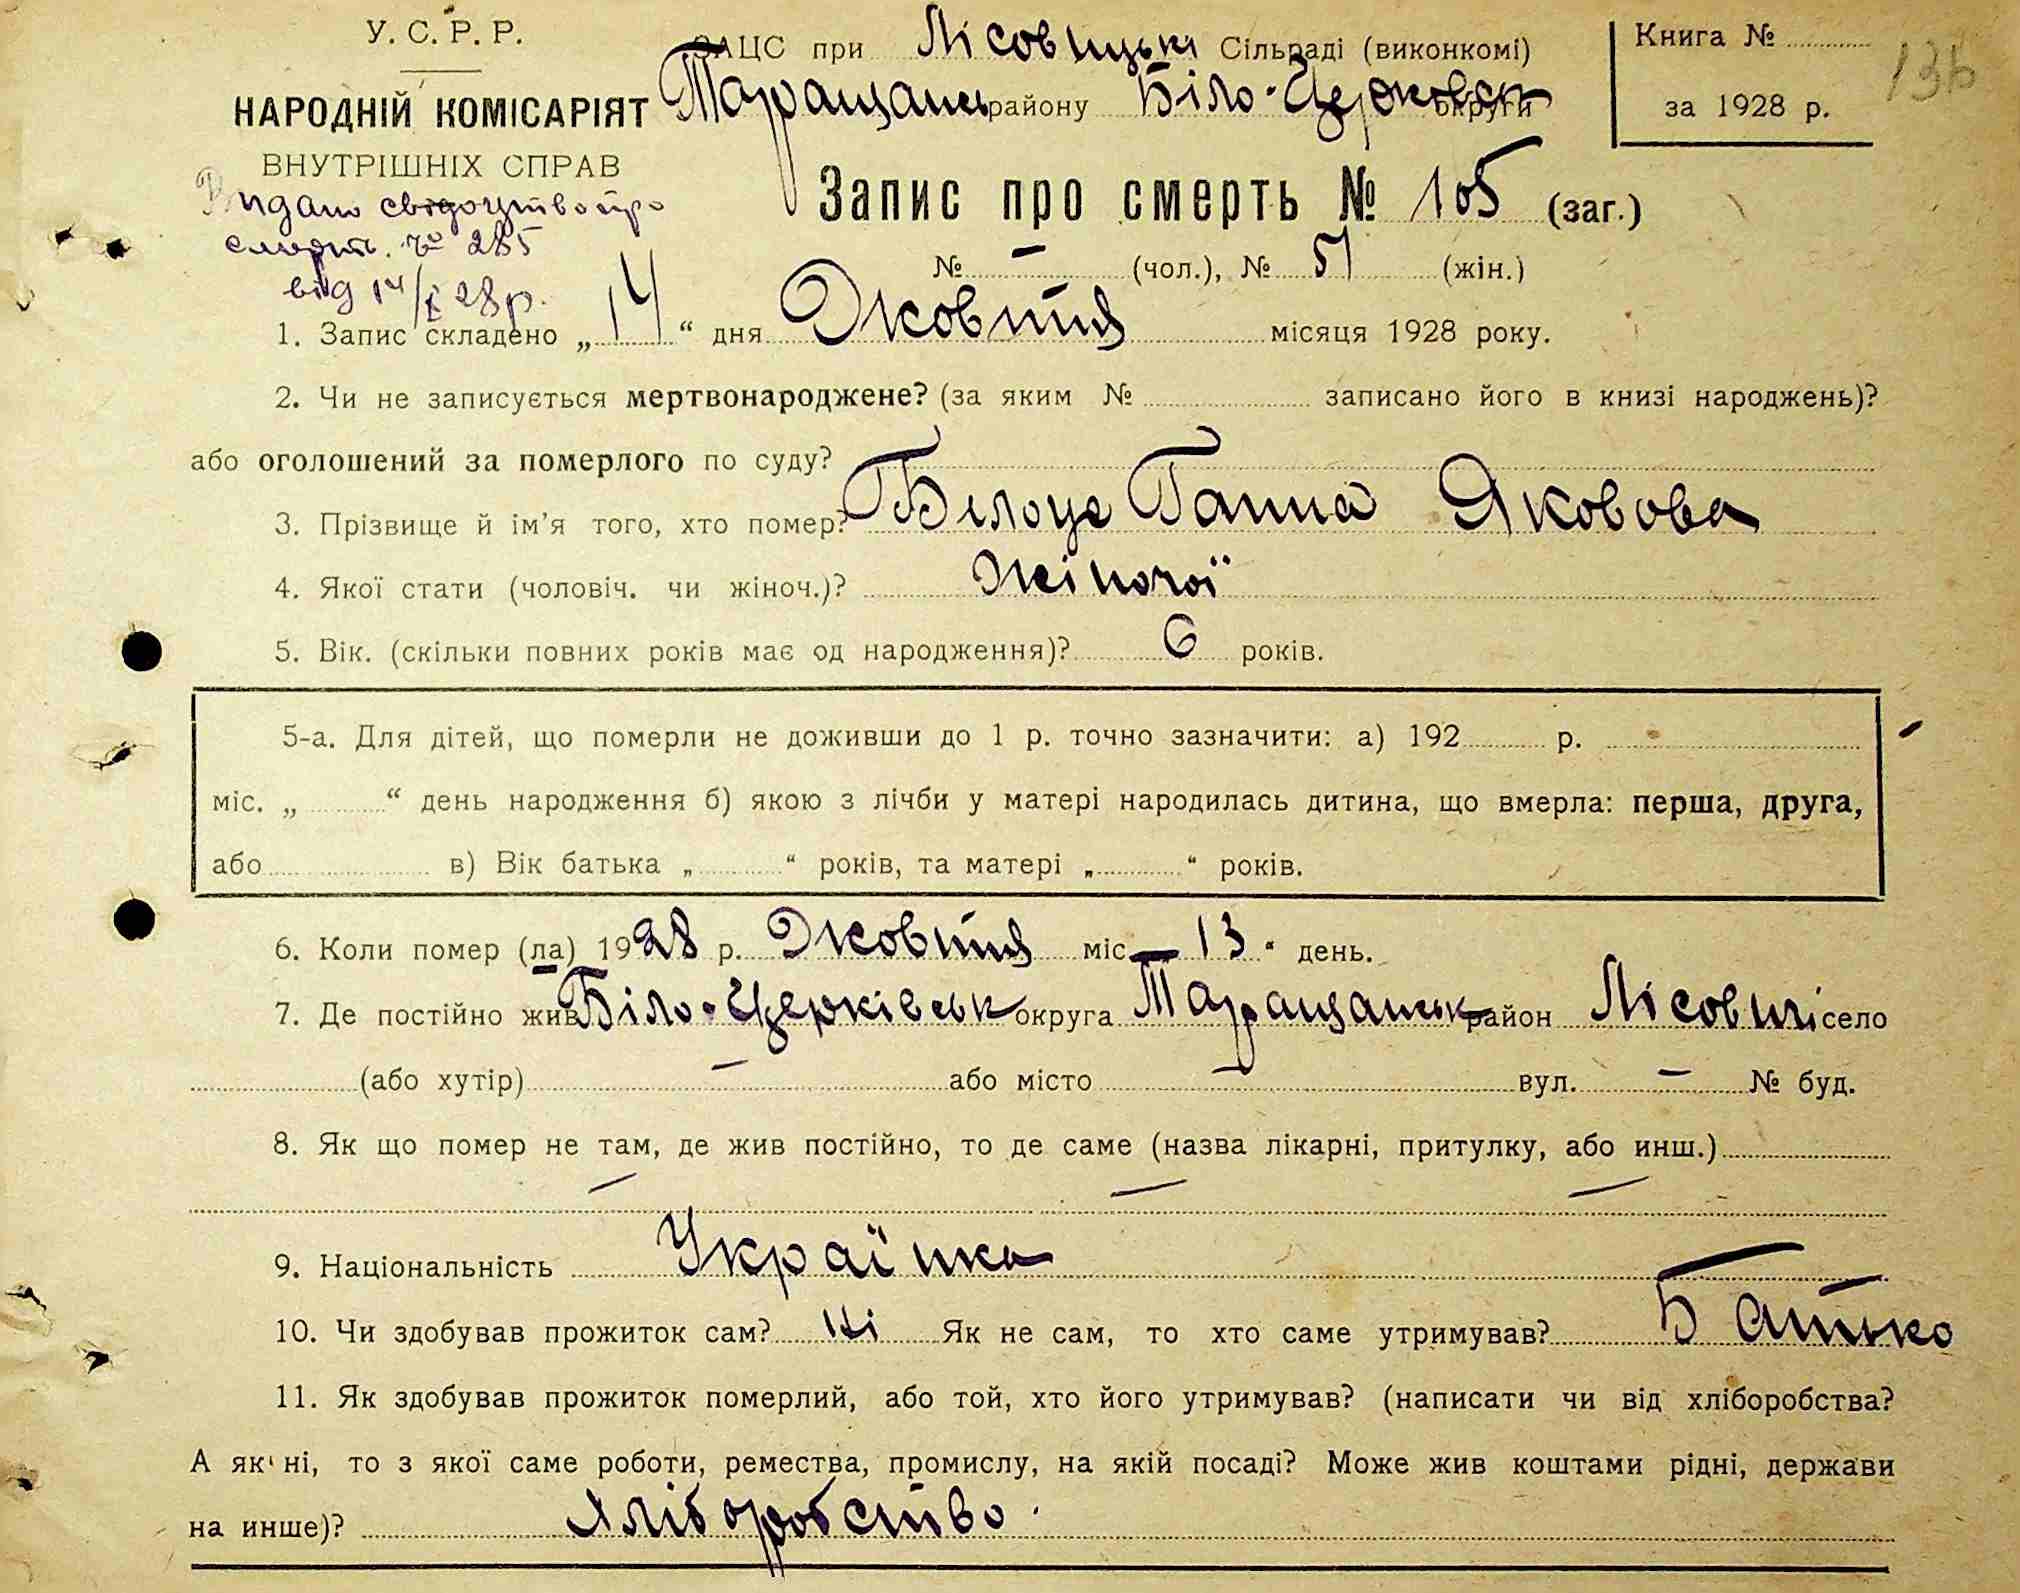 У. С. Р. Р.
НАРОДНІЙ КОМІСАРІЯТ
ВНУТРІШНІХ СПРАВ
Видано свідоцтво про
смерть. № 285
від 14/X 28 р.
ЗАЦС при Лісовицькі Сільраді (виконкомі)
Таращанськ району Біло-Церковськ округи
Книга №
за 1928 р.
136
Запис про смерть № 105 (заг.)
№ — (чол.), № 51 (жін.)
1. Запис складено „14“ дня Жовтня місяця 1928 року.
2. Чи не записується мертвонароджене? (за яким № записано його в книзі народжень)?
або оголошений за померлого по суду?
3. Прізвище й ім’я того, хто помер? Білоус Ганна Яковова
4. Якої стати (чоловіч. чи жіноч.)? Жіночої
5. Вік. (скільки повних років має од народження)? 6 років.
5-а. Для дітей, що померли не доживши до 1 р. точно зазначити: а) 192 р.
міс. „ “ день народження б) якою з лічби у матері народилась дитина, що вмерла: перша, друга,
або в) Вік батька „ “ років, та матері „ “ років.
6. Коли помер (ла) 1928 р. Жовтня міс — 13 “ день.
7. Де постійно жив Біло-Церківськ округа Таращанськ район Лісовичі село
(або хутір) — або місто — вул. — № буд.
8. Як що помер не там, де жив постійно, то де саме (назва лікарні, притулку, або инш.)
— — —
9. Національність Українка
10. Чи здобував прожиток сам? ні Як не сам, то хто саме утримував? Батько
11. Як здобував прожиток померлий, або той, хто його утримував? (написати чи від хліборобства?
А як ні, то з якої саме роботи, ремества, промислу, на якій посаді? Може жив коштами рідні, держави
на инше)? Хліборобство